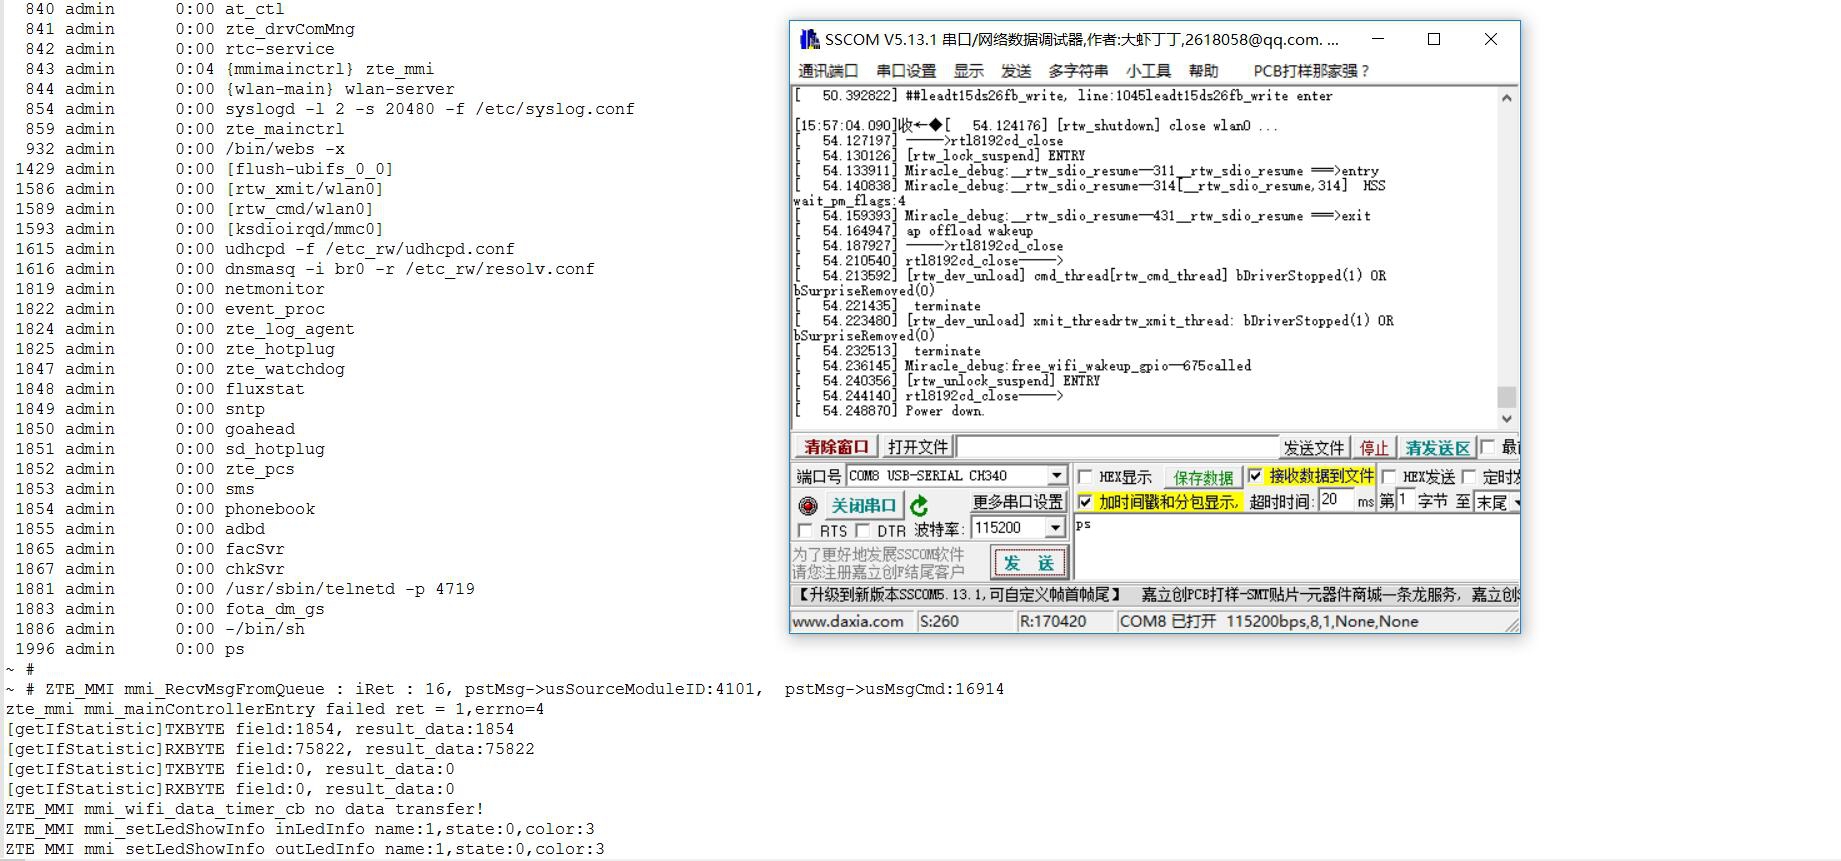 840 admin 0:00 at_ctl
841 admin 0:00 zte_drvComMng
842 admin 0:00 rtc-service
843 admin 0:04 {mmimainctrl} zte_mmi
844 admin 0:00 {wlan-main} wlan-server
854 admin 0:00 syslogd -l 2 -s 20480 -f /etc/syslog.conf
859 admin 0:00 zte_mainctrl
932 admin 0:00 /bin/webs -x
1429 admin 0:00 [flush-ubifs_0_0]
1586 admin 0:00 [rtw_xmit/wlan0]
1589 admin 0:00 [rtw_cmd/wlan0]
1593 admin 0:00 [ksdioirqd/mmc0]
1615 admin 0:00 udhcpd -f /etc_rw/udhcpd.conf
1616 admin 0:00 dnsmasq -i br0 -r /etc_rw/resolv.conf
1819 admin 0:00 netmonitor
1822 admin 0:00 event_proc
1824 admin 0:00 zte_log_agent
1825 admin 0:00 zte_hotplug
1847 admin 0:00 zte_watchdog
1848 admin 0:00 fluxstat
1849 admin 0:00 sntp
1850 admin 0:00 goahead
1851 admin 0:00 sd_hotplug
1852 admin 0:00 zte_pcs
1853 admin 0:00 sms
1854 admin 0:00 phonebook
1855 admin 0:00 adbd
1865 admin 0:00 facSvr
1867 admin 0:00 chkSvr
1881 admin 0:00 /usr/sbin/telnetd -p 4719
1883 admin 0:00 fota_dm_gs
1886 admin 0:00 -/bin/sh
1996 admin 0:00 ps
~ #
~ # ZTE_MMI mmi_RecvMsgFromQueue : iRet : 16, pstMsg->usSourceModuleID:4101, pstMsg->usMsgCmd:16914
zte_mmi mmi_mainControllerEntry failed ret = 1,errno=4
[getIfStatistic]TXBYTE field:1854, result_data:1854
[getIfStatistic]RXBYTE field:75822, result_data:75822
[getIfStatistic]TXBYTE field:0, result_data:0
[getIfStatistic]RXBYTE field:0, result_data:0
ZTE_MMI mmi_wifi_data_timer_cb no data transfer!
ZTE_MMI mmi_setLedShowInfo inLedInfo name:1,state:0,color:3
ZTE_MMI mmi_setLedShowInfo outLedInfo name:1,state:0,color:3
SSCOM V5.13.1 串口/网络数据调试器,作者:大虾丁丁,2618058@qq.com. ...
通讯端口 串口设置 显示 发送 多字符串 小工具 帮助 PCB打样那家强？
[ 50.392822] ##leadt15ds26fb_write, line:1045leadt15ds26fb_write enter
[15:57:04.090]收←◆[ 54.124176] [rtw_shutdown] close wlan0 ...
[ 54.127197] ——>rtl8192cd_close
[ 54.130126] [rtw_lock_suspend] ENTRY
[ 54.133911] Miracle_debug:__rtw_sdio_resume—311__rtw_sdio_resume ===>entry
[ 54.140838] Miracle_debug:__rtw_sdio_resume—314[__rtw_sdio_resume,314] HSS
wait_pm_flags:4
[ 54.159393] Miracle_debug:__rtw_sdio_resume—431__rtw_sdio_resume ===>exit
[ 54.164947] ap offload wakeup
[ 54.187927] ——>rtl8192cd_close
[ 54.210540] rtl8192cd_close——>
[ 54.213592] [rtw_dev_unload] cmd_thread[rtw_cmd_thread] bDriverStopped(1) OR
bSurpriseRemoved(0)
[ 54.221435] terminate
[ 54.223480] [rtw_dev_unload] xmit_threadrtw_xmit_thread: bDriverStopped(1) OR
bSurpriseRemoved(0)
[ 54.232513] terminate
[ 54.236145] Miracle_debug:free_wifi_wakeup_gpio—675called
[ 54.240356] [rtw_unlock_suspend] ENTRY
[ 54.244140] rtl8192cd_close——>
[ 54.248870] Power down.
清除窗口 打开文件 发送文件 停止 清发送区
端口号 COM8 USB-SERIAL CH340 HEX显示 保存数据 接收数据到文件 HEX发送
关闭串口 更多串口设置 加时间戳和分包显示, 超时时间: 20 ms 第 1 字节 至 末尾
RTS DTR 波特率: 115200 ps
为了更好地发展SSCOM软件
请您注册嘉立创F结尾客户
发 送
【升级到新版本SSCOM5.13.1,可自定义帧首帧尾】 嘉立创PCB打样-SMT贴片-元器件商城一条龙服务, 嘉立创
www.daxia.com S:260 R:170420 COM8 已打开 115200bps,8,1,None,None